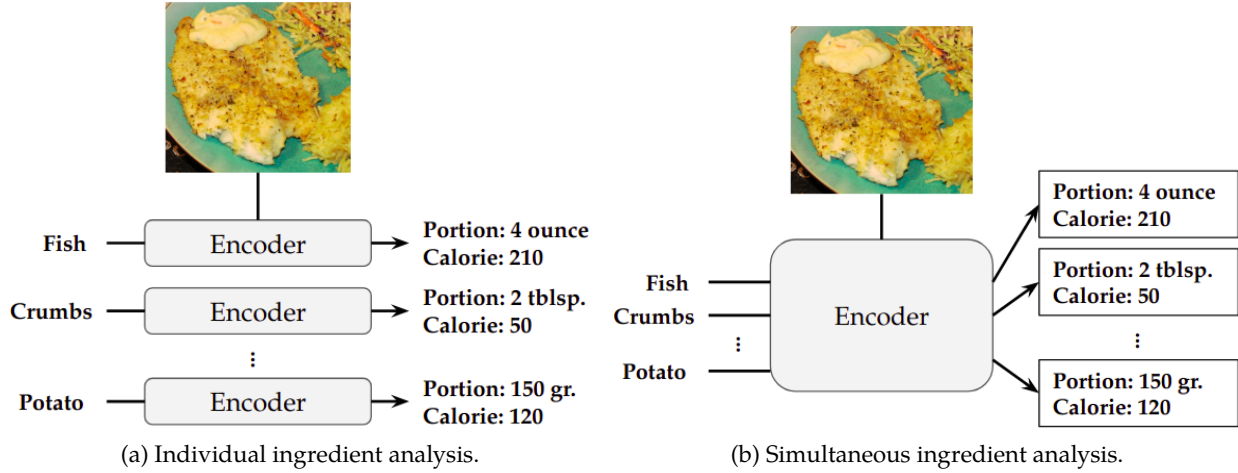 Fish
Encoder
Portion: 4 ounce
Calorie: 210
Crumbs
Encoder
Portion: 2 tblsp.
Calorie: 50
⋮
Potato
Encoder
Portion: 150 gr.
Calorie: 120
(a) Individual ingredient analysis.
Fish
Crumbs
⋮
Potato
Encoder
Portion: 4 ounce
Calorie: 210
Portion: 2 tblsp.
Calorie: 50
⋮
Portion: 150 gr.
Calorie: 120
(b) Simultaneous ingredient analysis.